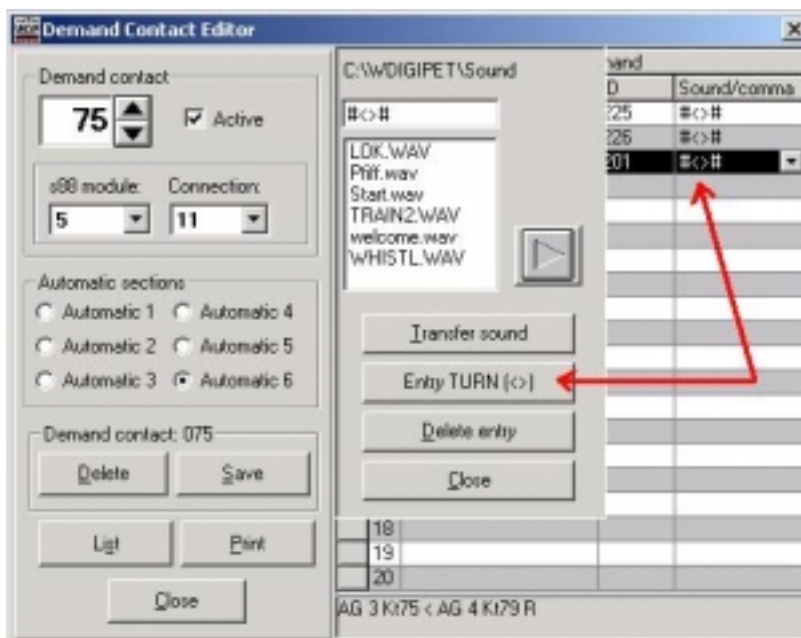 Demand Contact Editor
Demand contact
75
Active
s88 module:
Connection:
5
11
Automatic sections
Automatic 1
Automatic 4
Automatic 2
Automatic 5
Automatic 3
Automatic 6
Demand contact: 075
Delete
Save
List
Print
Close
C:\WDIGIPET\Sound
#<>#
LOK.WAV
Pfiff.wav
Start.wav
TRAIN2.WAV
welcome.wav
WHISTL.WAV
Transfer sound
Entry TURN (<>)
Delete entry
Close
Sound/comma
225 #<>#
226 #<>#
201 #<>#
18
19
20
AG 3 Kt75 < AG 4 Kt79 R